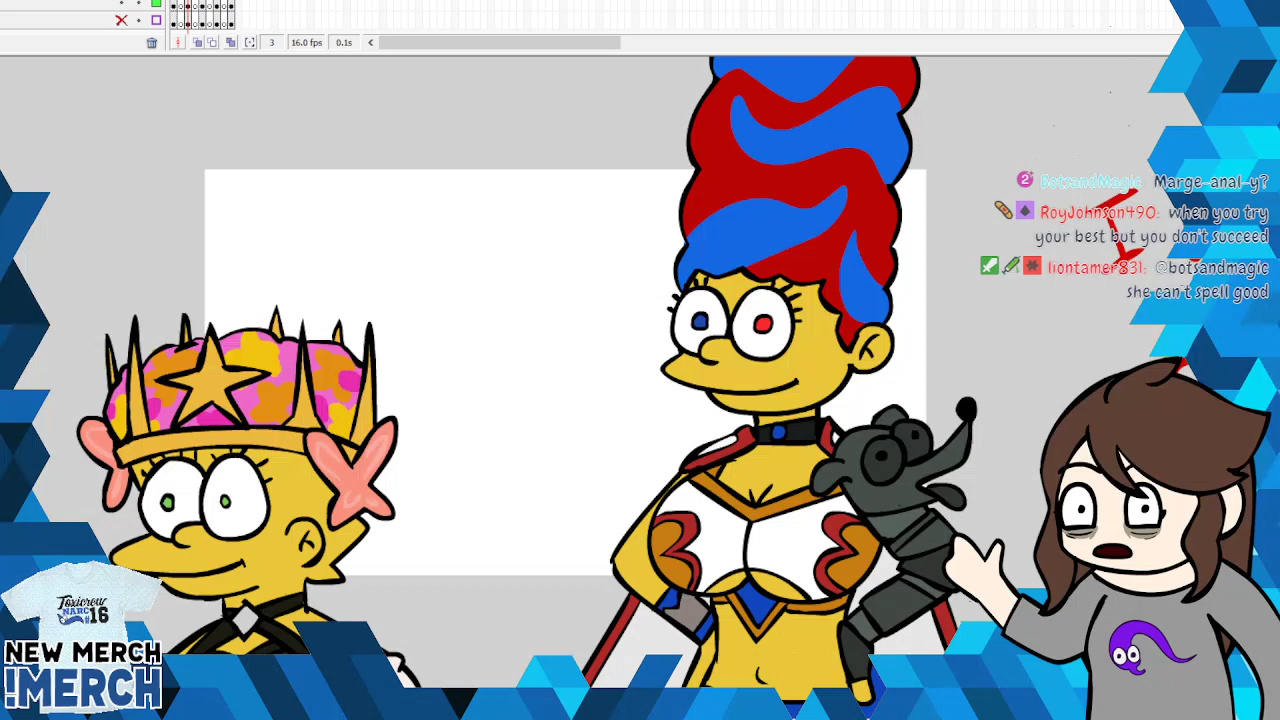 3 16.0 fps 0.1s
BotsandMagic Marge-anal-y?
RoyJohnson490: when you try
your best but you don't succeed
liontamer831: @botsandmagic
she can't spell good
Toxicrew
NARC
16
NEW MERCH
!MERCH